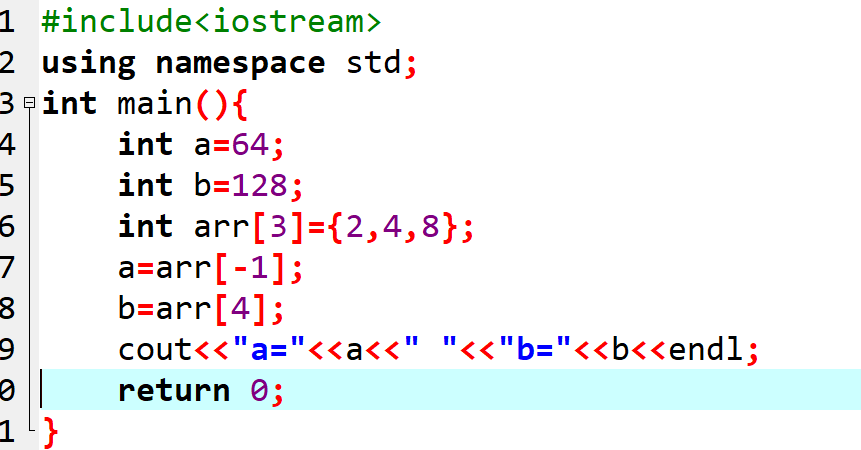 1 #include<iostream>
2 using namespace std;
3 int main(){
4     int a=64;
5     int b=128;
6     int arr[3]={2,4,8};
7     a=arr[-1];
8     b=arr[4];
9     cout<<"a="<<a<<" "<<"b="<<b<<endl;
0     return 0;
1 }